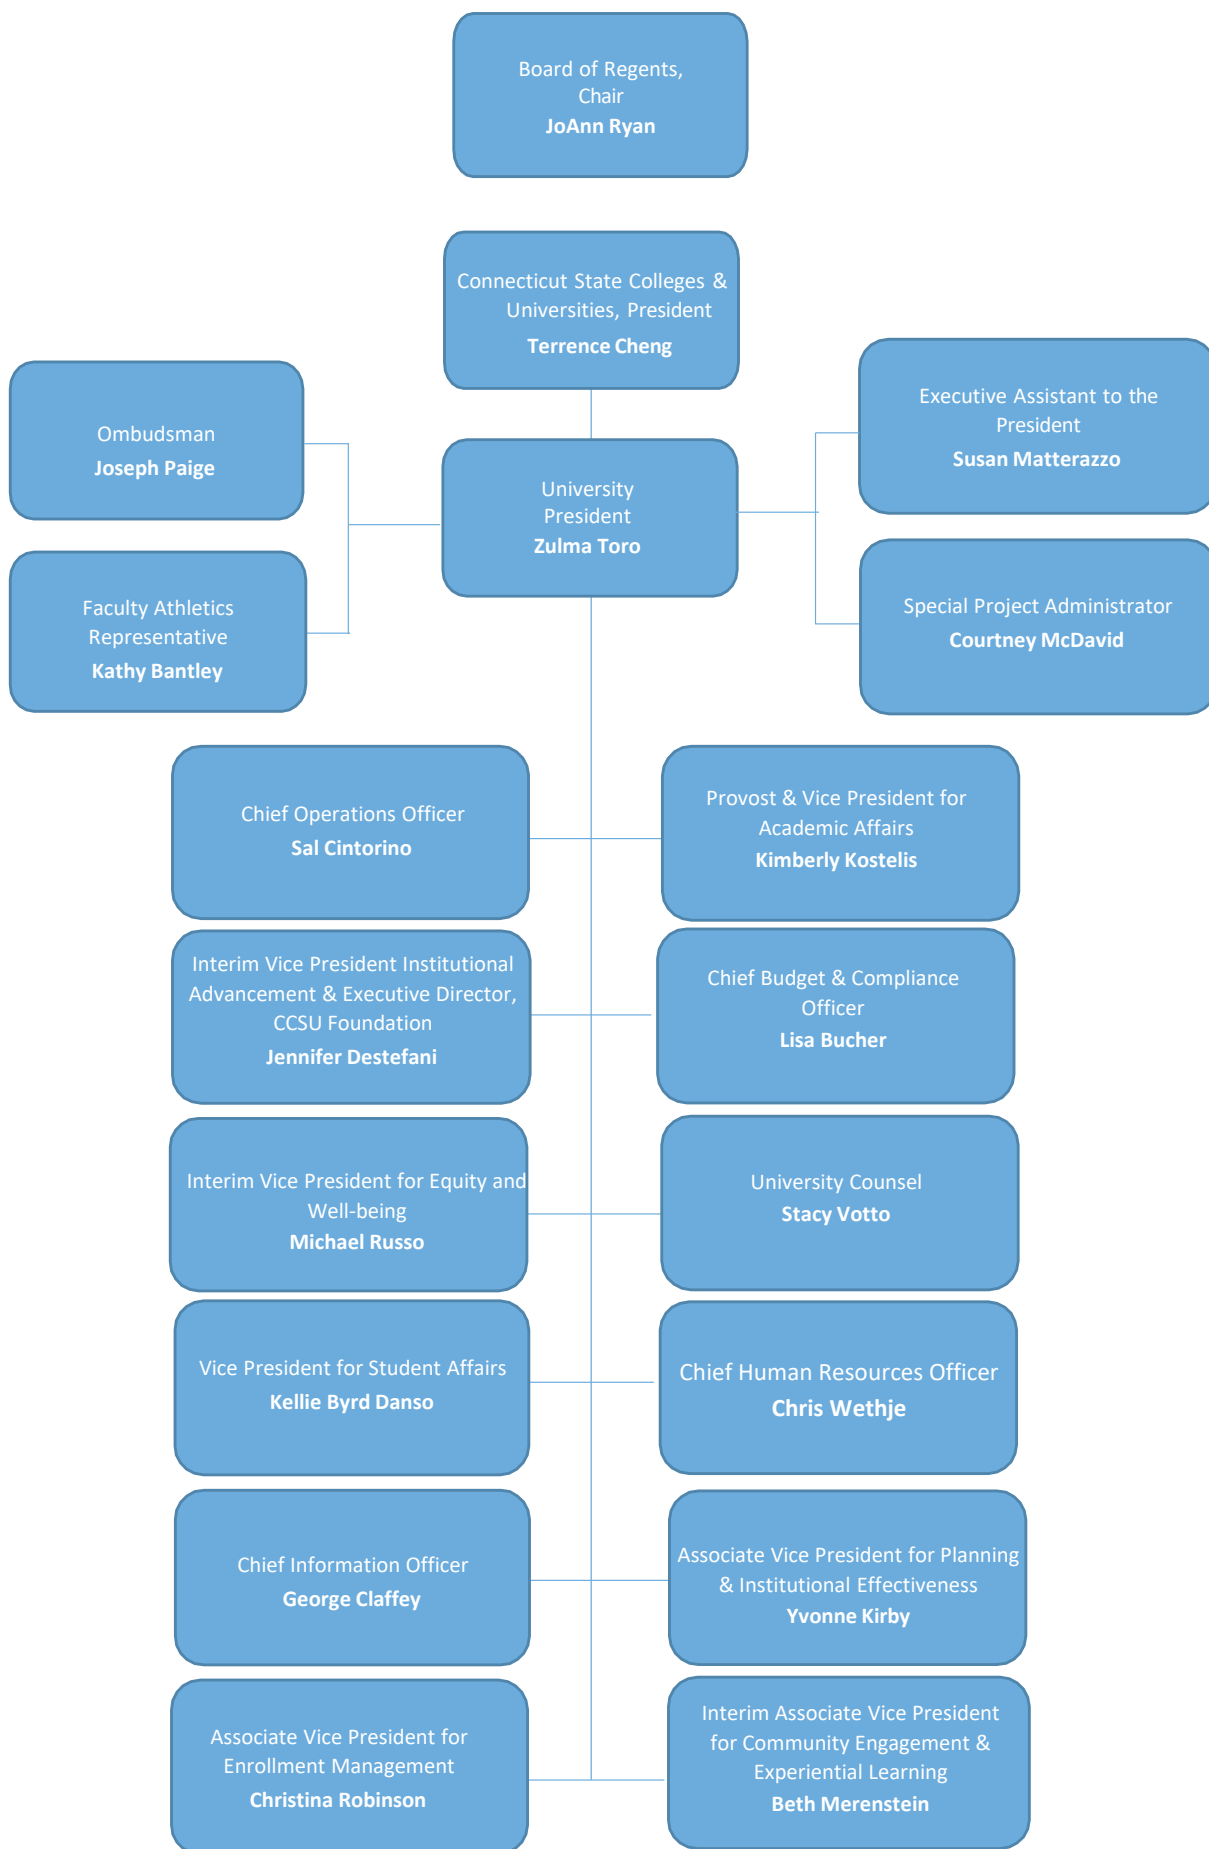 Board of Regents,
Chair
JoAnn Ryan
Connecticut State Colleges &
Universities, President
Terrence Cheng
Ombudsman
Joseph Paige
Executive Assistant to the
President
Susan Matterazzo
University
President
Zulma Toro
Faculty Athletics
Representative
Kathy Bantley
Special Project Administrator
Courtney McDavid
Chief Operations Officer
Sal Cintorino
Provost & Vice President for
Academic Affairs
Kimberly Kostelis
Interim Vice President Institutional
Advancement & Executive Director,
CCSU Foundation
Jennifer Destefani
Chief Budget & Compliance
Officer
Lisa Bucher
Interim Vice President for Equity and
Well-being
Michael Russo
University Counsel
Stacy Votto
Vice President for Student Affairs
Kellie Byrd Danso
Chief Human Resources Officer
Chris Wethje
Chief Information Officer
George Claffey
Associate Vice President for Planning
& Institutional Effectiveness
Yvonne Kirby
Associate Vice President for
Enrollment Management
Christina Robinson
Interim Associate Vice President
for Community Engagement &
Experiential Learning
Beth Merenstein